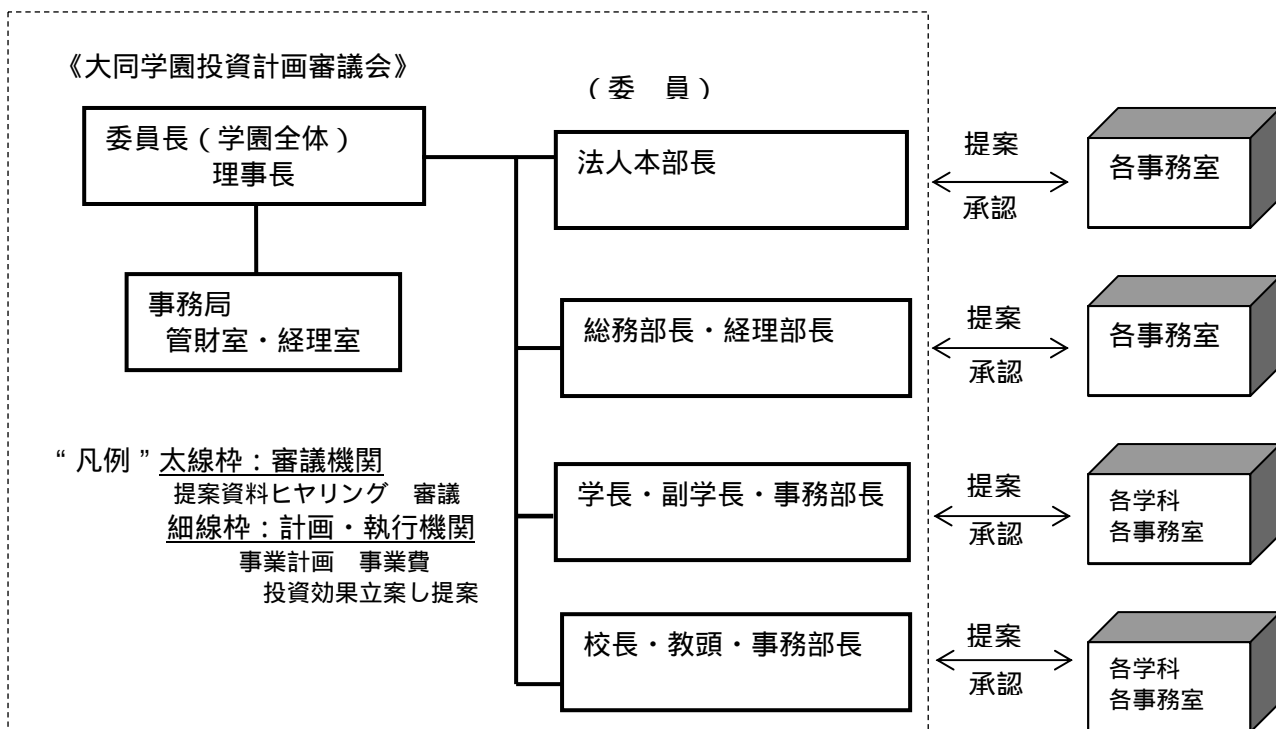 《大同学園投資計画審議会》
（委　員）
委員長（学園全体）
理事長
事務局
管財室・経理室
“凡例”太線枠：審議機関
提案資料ヒヤリング　審議
細線枠：計画・執行機関
事業計画　事業費
投資効果立案し提案
法人本部長
提案
承認
各事務室
総務部長・経理部長
提案
承認
各事務室
学長・副学長・事務部長
提案
承認
各学科
各事務室
校長・教頭・事務部長
提案
承認
各学科
各事務室